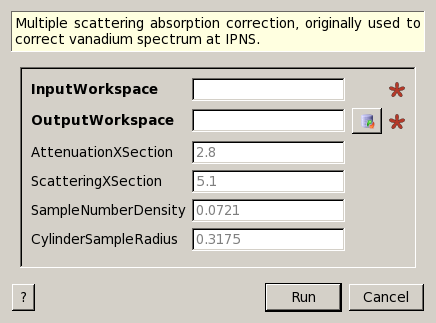 Multiple scattering absorption correction, originally used to
correct vanadium spectrum at IPNS.
InputWorkspace
OutputWorkspace
AttenuationXSection 2.8
ScatteringXSection 5.1
SampleNumberDensity 0.0721
CylinderSampleRadius 0.3175
? Run Cancel